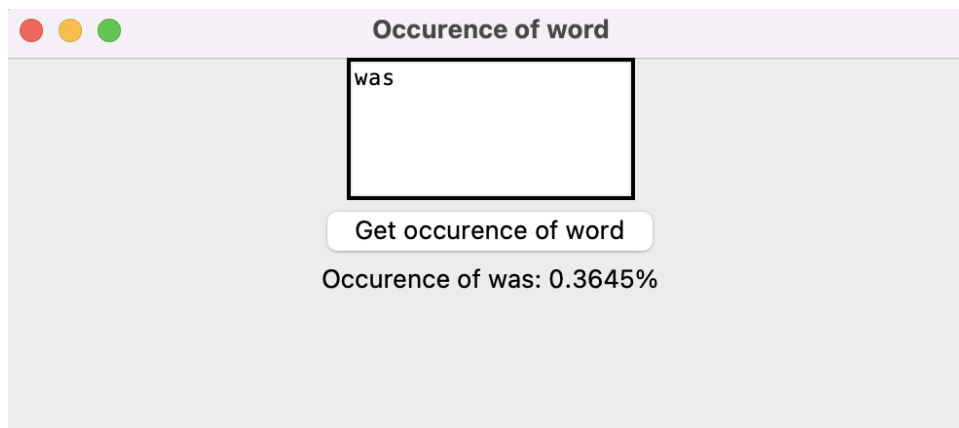 Occurence of word
was
Get occurence of word
Occurence of was: 0.3645%